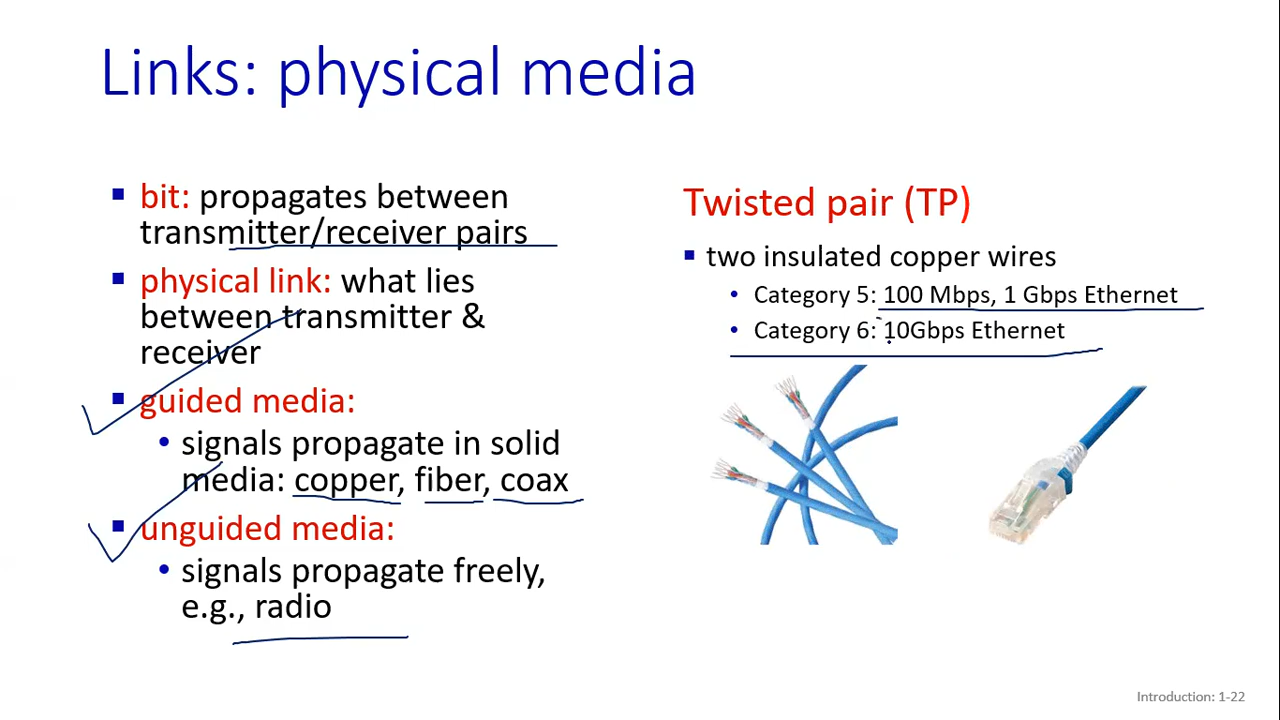 Links: physical media
bit: propagates between
transmitter/receiver pairs
physical link: what lies
between transmitter &
receiver
guided media:
signals propagate in solid
media: copper, fiber, coax
unguided media:
signals propagate freely,
e.g., radio
Twisted pair (TP)
two insulated copper wires
Category 5: 100 Mbps, 1 Gbps Ethernet
Category 6: 10Gbps Ethernet
Introduction: 1-22